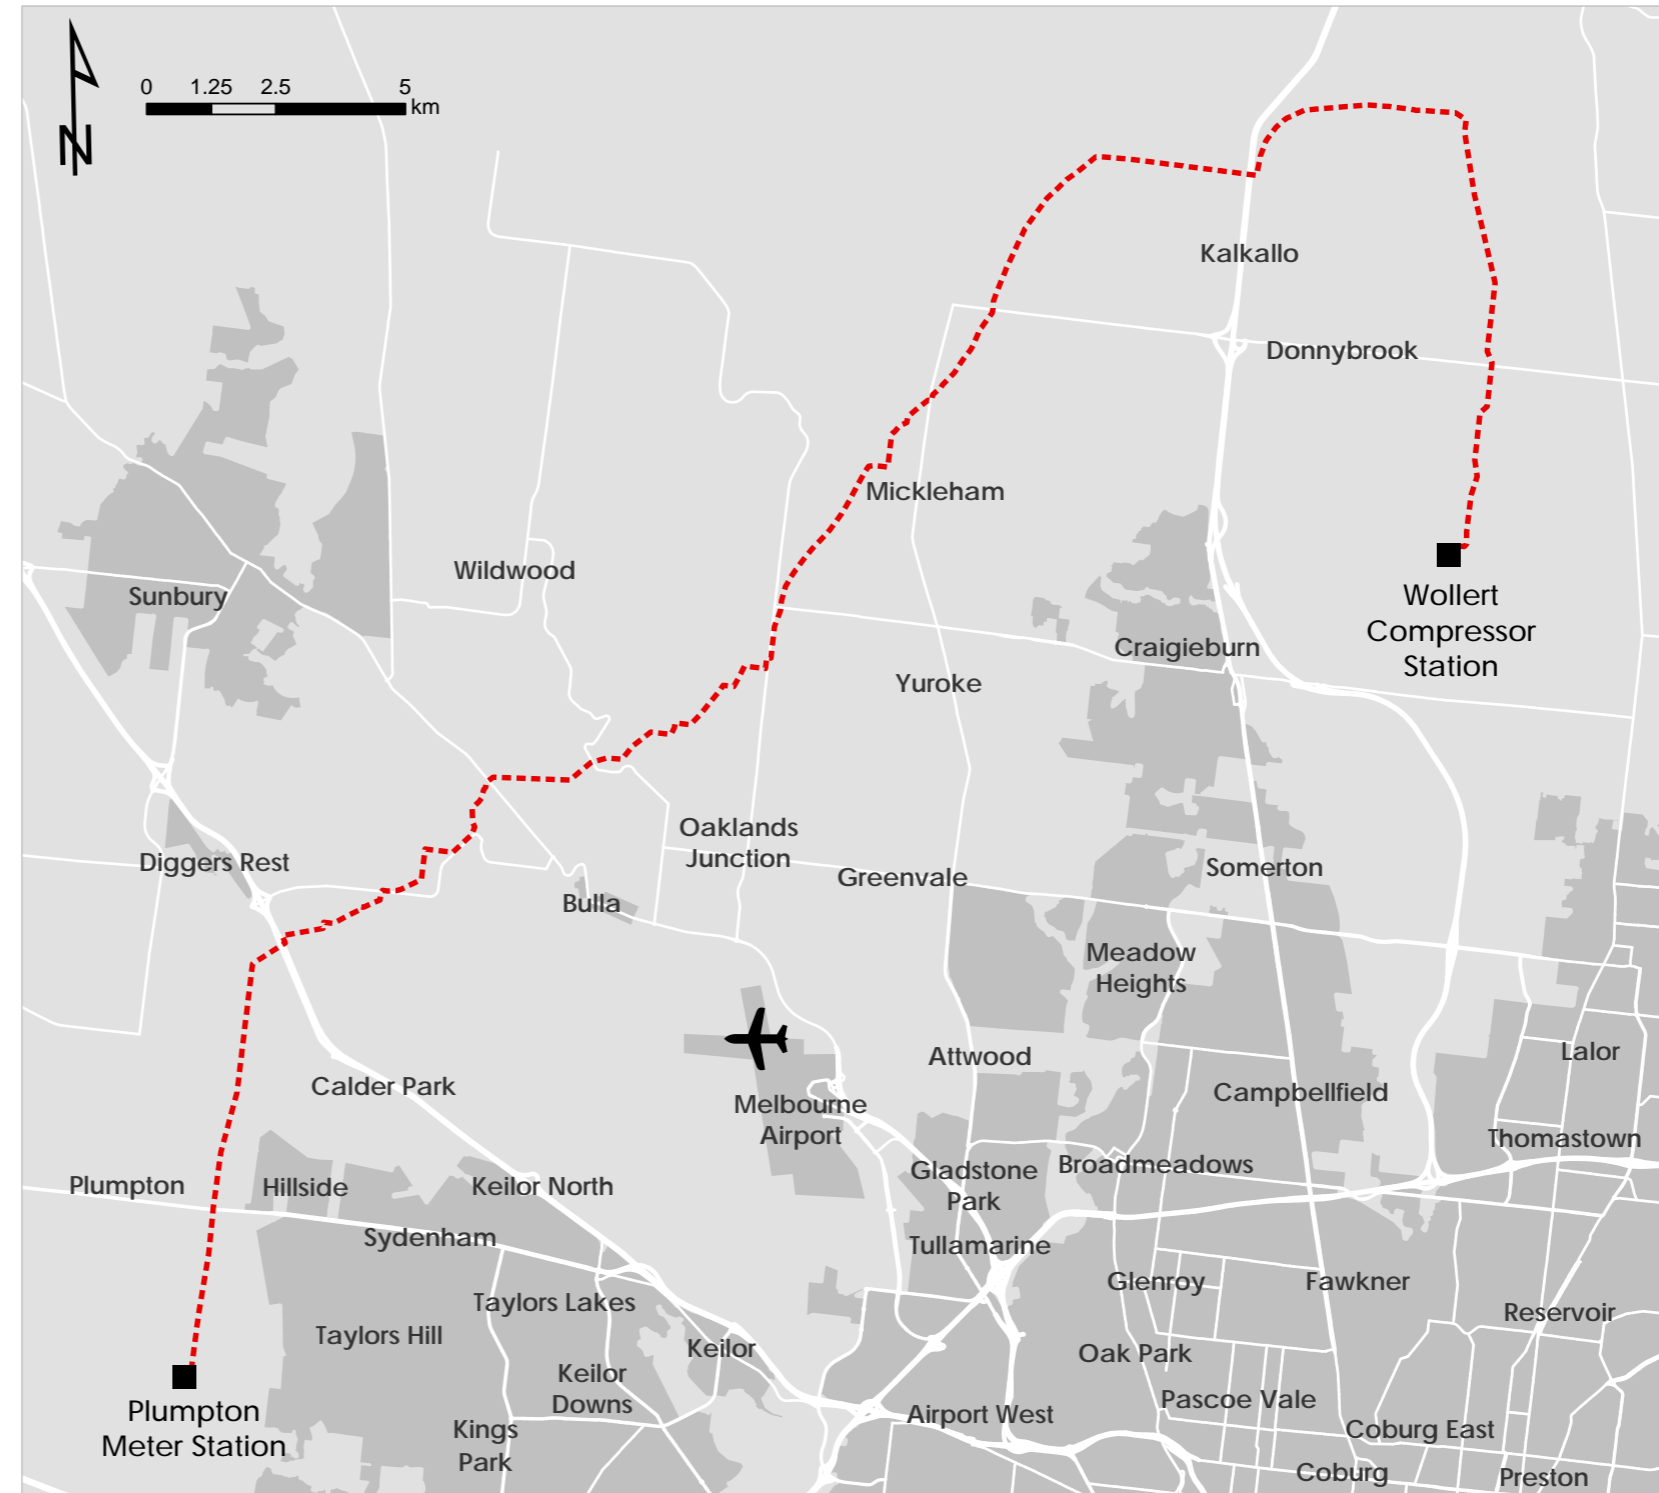 0 1.25 2.5 5
km
N
Kalkallo
Donnybrook
Mickleham
Wildwood
Sunbury
Wollert
Compressor
Station
Craigieburn
Yuroke
Oaklands
Junction
Diggers Rest
Greenvale
Somerton
Bulla
Meadow
Heights
Attwood
Lalor
Calder Park
Campbellfield
Melbourne
Airport
Thomastown
Plumpton
Hillside
Keilor North
Gladstone
Park
Broadmeadows
Sydenham
Tullamarine
Glenroy
Fawkner
Taylors Lakes
Reservoir
Taylors Hill
Keilor
Oak Park
Keilor
Downs
Plumpton
Meter Station
Kings
Park
Airport West
Pascoe Vale
Coburg East
Coburg
Preston